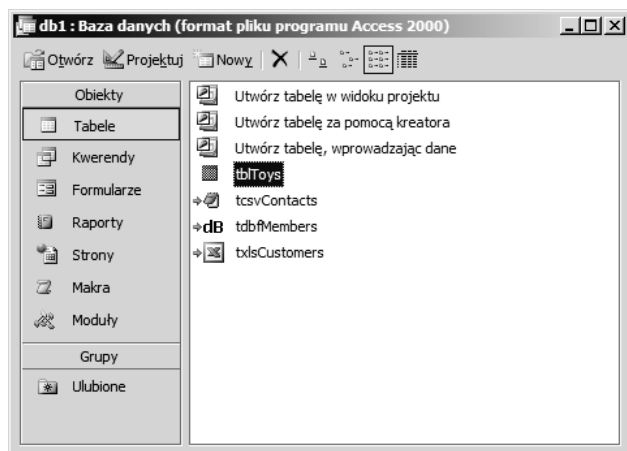 db1 : Baza danych (format pliku programu Access 2000)
Otwórz Projektuj Nowy
Obiekty
Tabele
Kwerendy
Formularze
Raporty
Strony
Makra
Moduły
Grupy
Ulubione
Utwórz tabelę w widoku projektu
Utwórz tabelę za pomocą kreatora
Utwórz tabelę, wprowadzając dane
tblToys
tcsvContacts
dB tdbfMembers
txlsCustomers